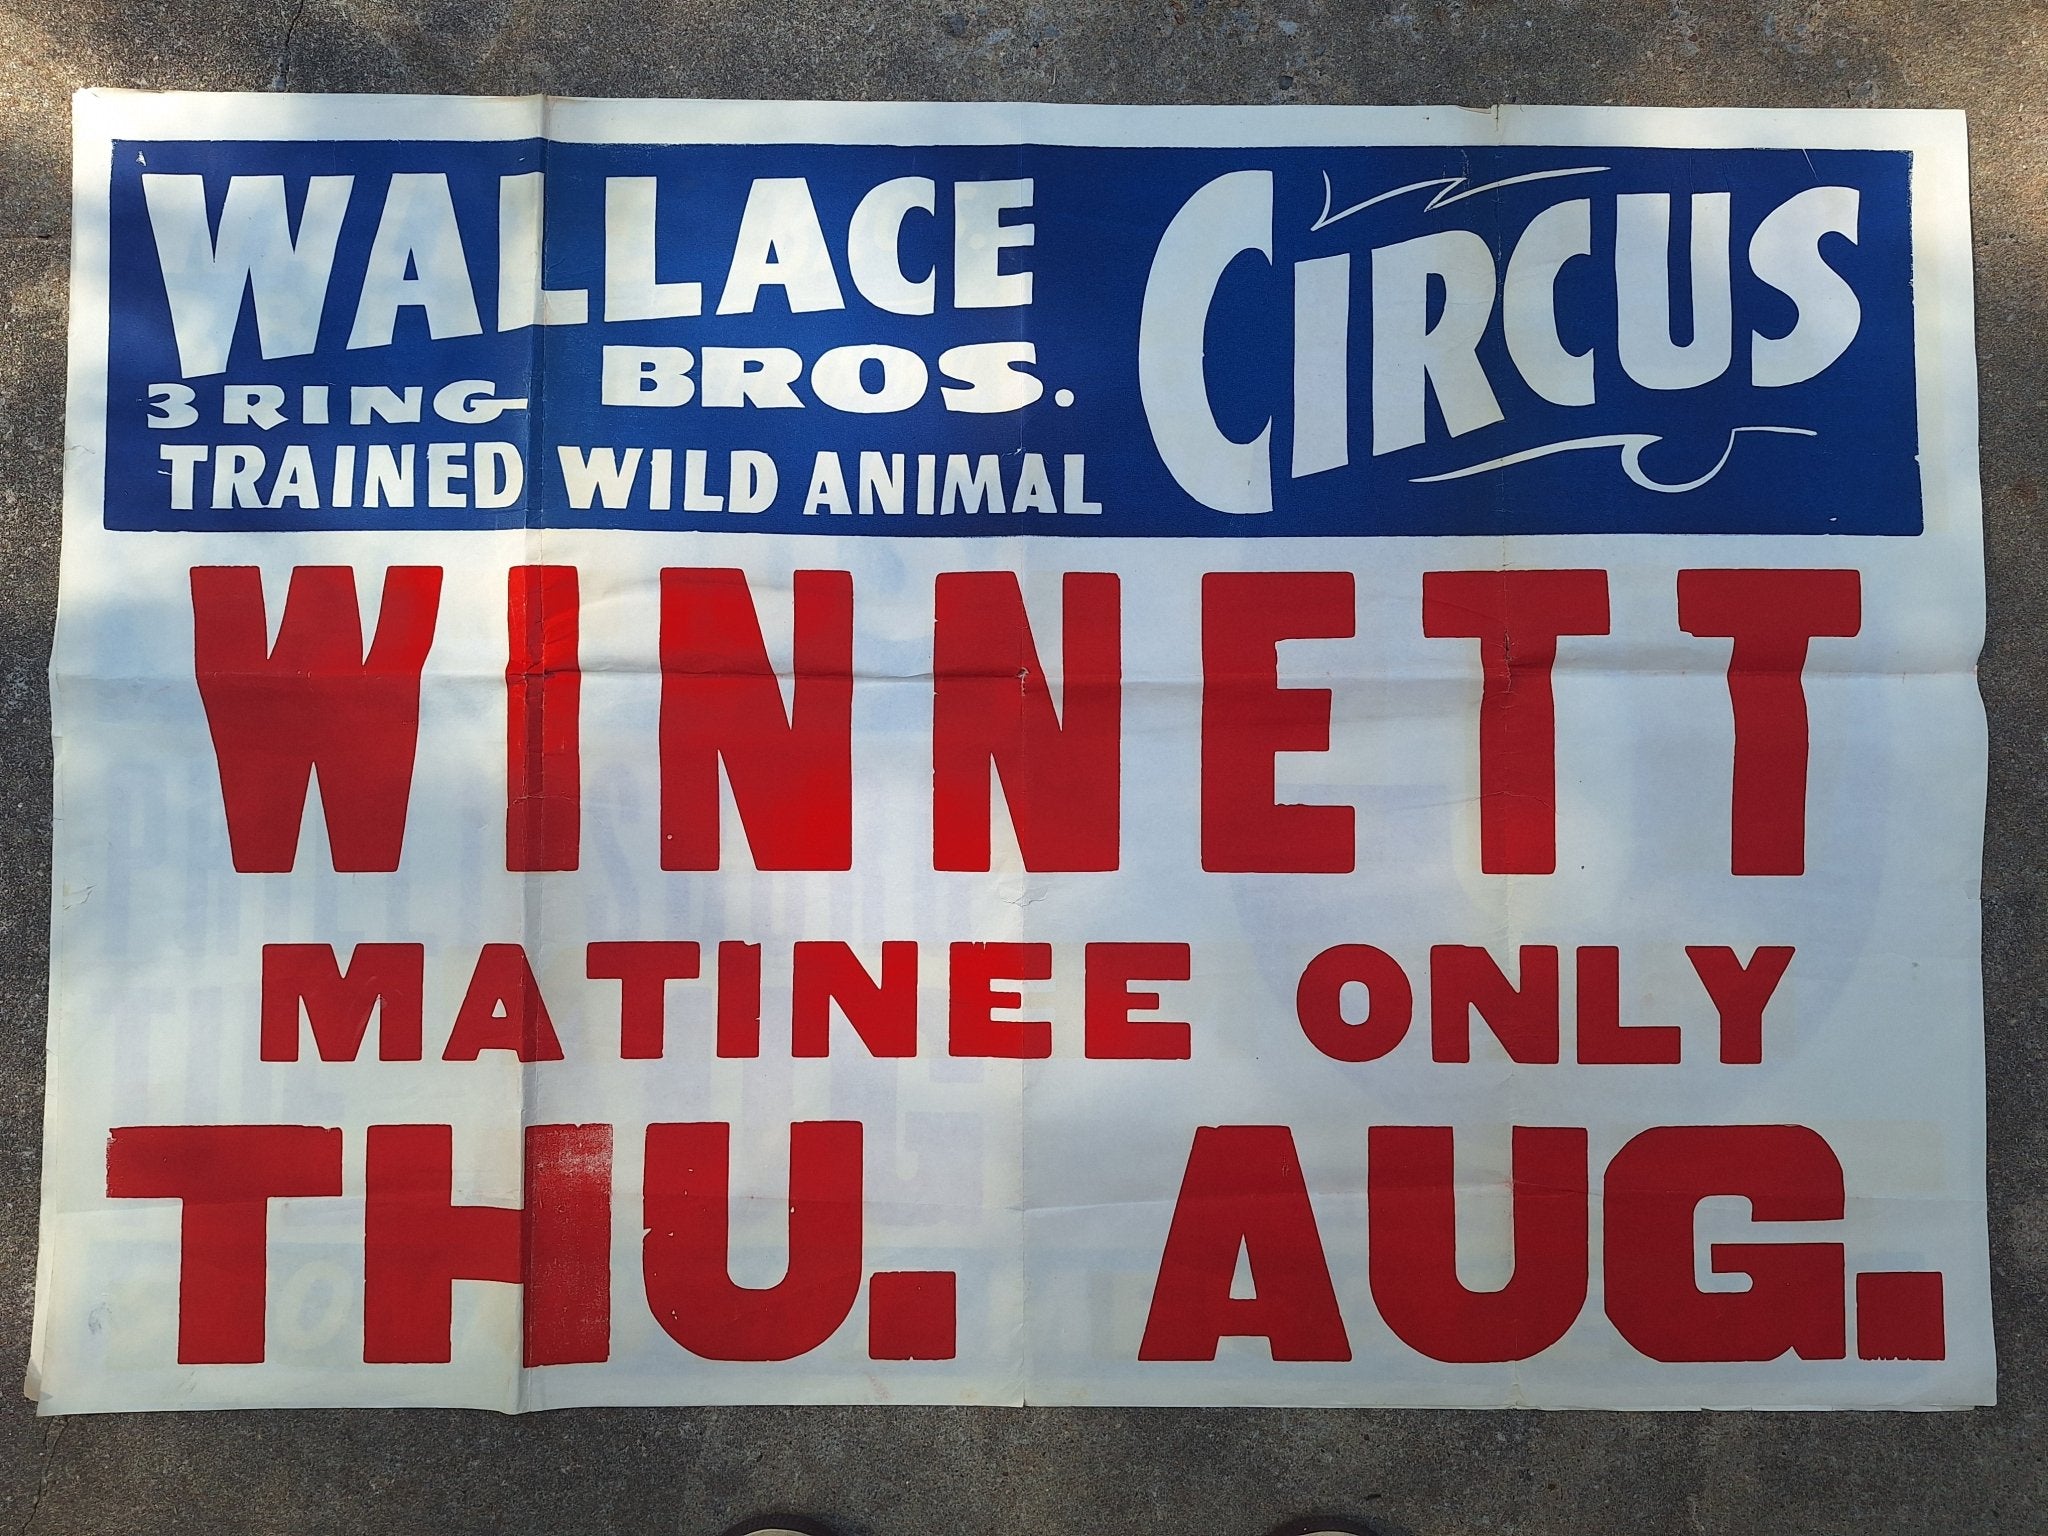 WALLACE
BROS.
3 RING
TRAINED WILD ANIMAL
CIRCUS
WINNETT
MATINEE ONLY
THU. AUG.